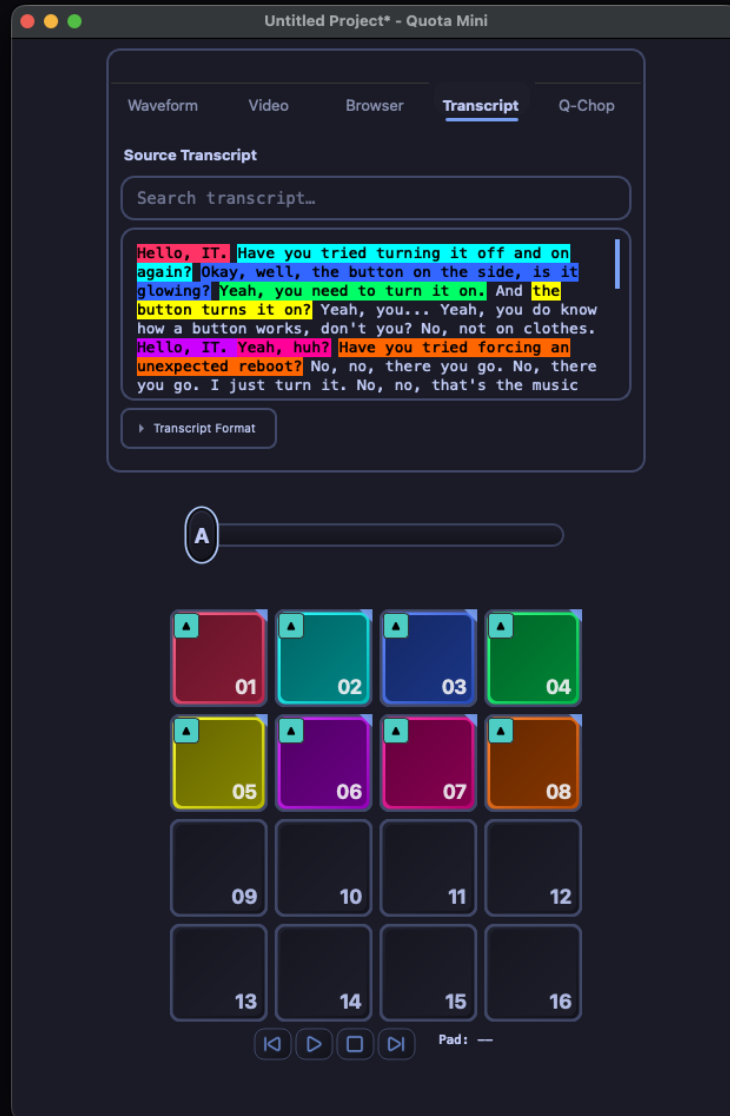 Untitled Project* - Quota Mini
Waveform Video Browser Transcript Q-Chop
Source Transcript
Search transcript…
Hello, IT. Have you tried turning it off and on
again? Okay, well, the button on the side, is it
glowing? Yeah, you need to turn it on. And the
button turns it on? Yeah, you... Yeah, you do know
how a button works, don't you? No, not on clothes.
Hello, IT. Yeah, huh? Have you tried forcing an
unexpected reboot? No, no, there you go. No, there
you go. I just turn it. No, no, that's the music
Transcript Format
A
01 02 03 04
05 06 07 08
09 10 11 12
13 14 15 16
Pad: --